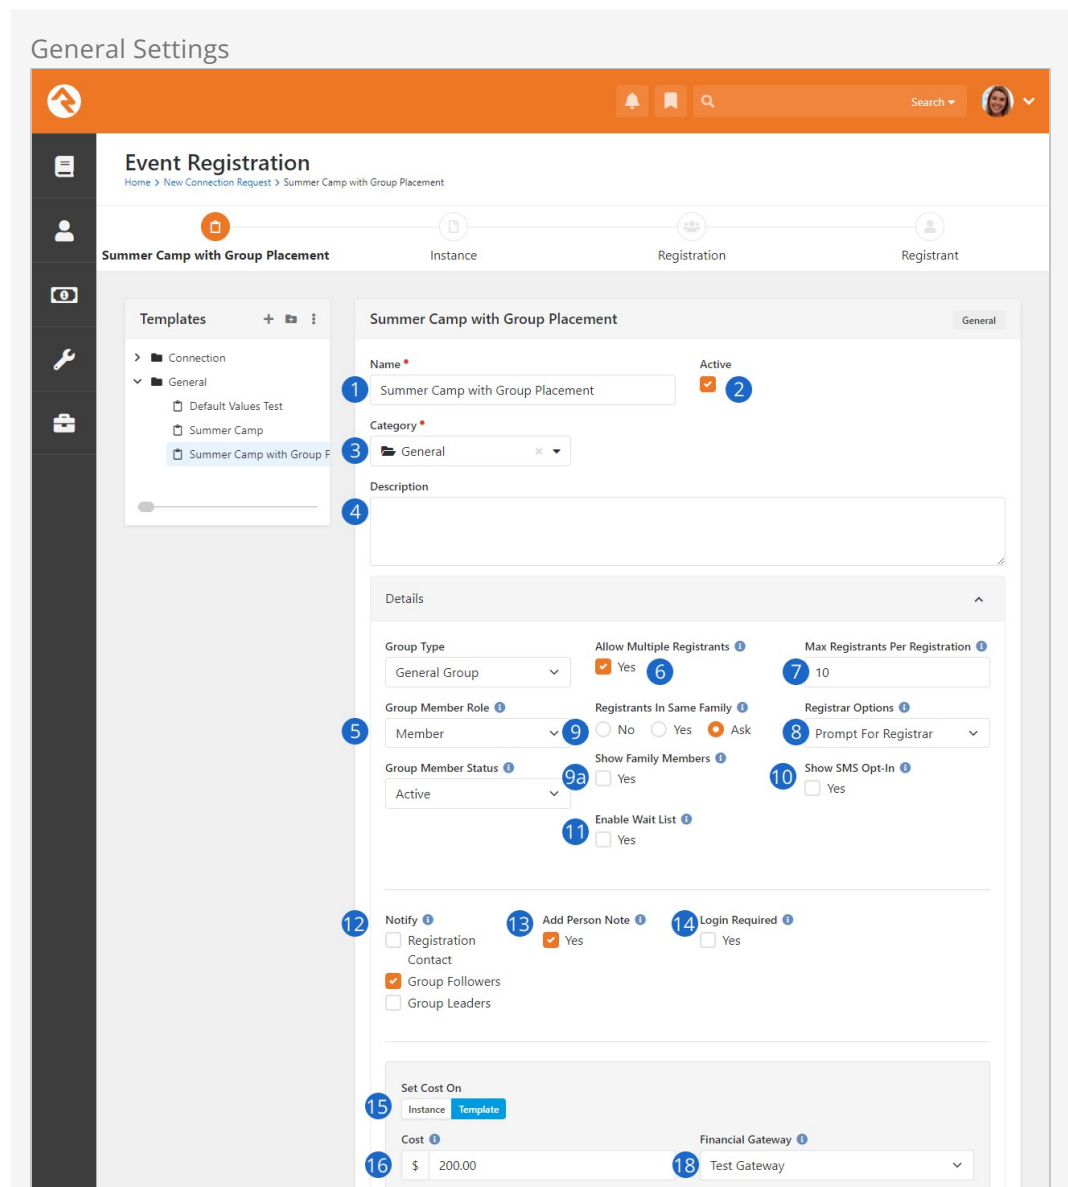 General Settings
Search
Event Registration
Home > New Connection Request > Summer Camp with Group Placement
Summer Camp with Group Placement
Instance
Registration
Registrant
Templates
Summer Camp with Group Placement
General
Connection
General
Default Values Test
Summer Camp
Summer Camp with Group P
Name
Active
1
Summer Camp with Group Placement
2
Category
3
General
Description
4
Details
Group Type
Allow Multiple Registrants
Max Registrants Per Registration
General Group
Yes
6
7
10
Group Member Role
Registrants In Same Family
Registrar Options
5
Member
9
No
Yes
Ask
8
Prompt For Registrar
Group Member Status
Show Family Members
Show SMS Opt-In
Active
9a
Yes
10
Yes
Enable Wait List
11
Yes
12
Notify
13
Add Person Note
14
Login Required
Registration
Contact
Yes
Yes
Group Followers
Group Leaders
Set Cost On
15
Instance
Template
Cost
Financial Gateway
16
$
200.00
18
Test Gateway